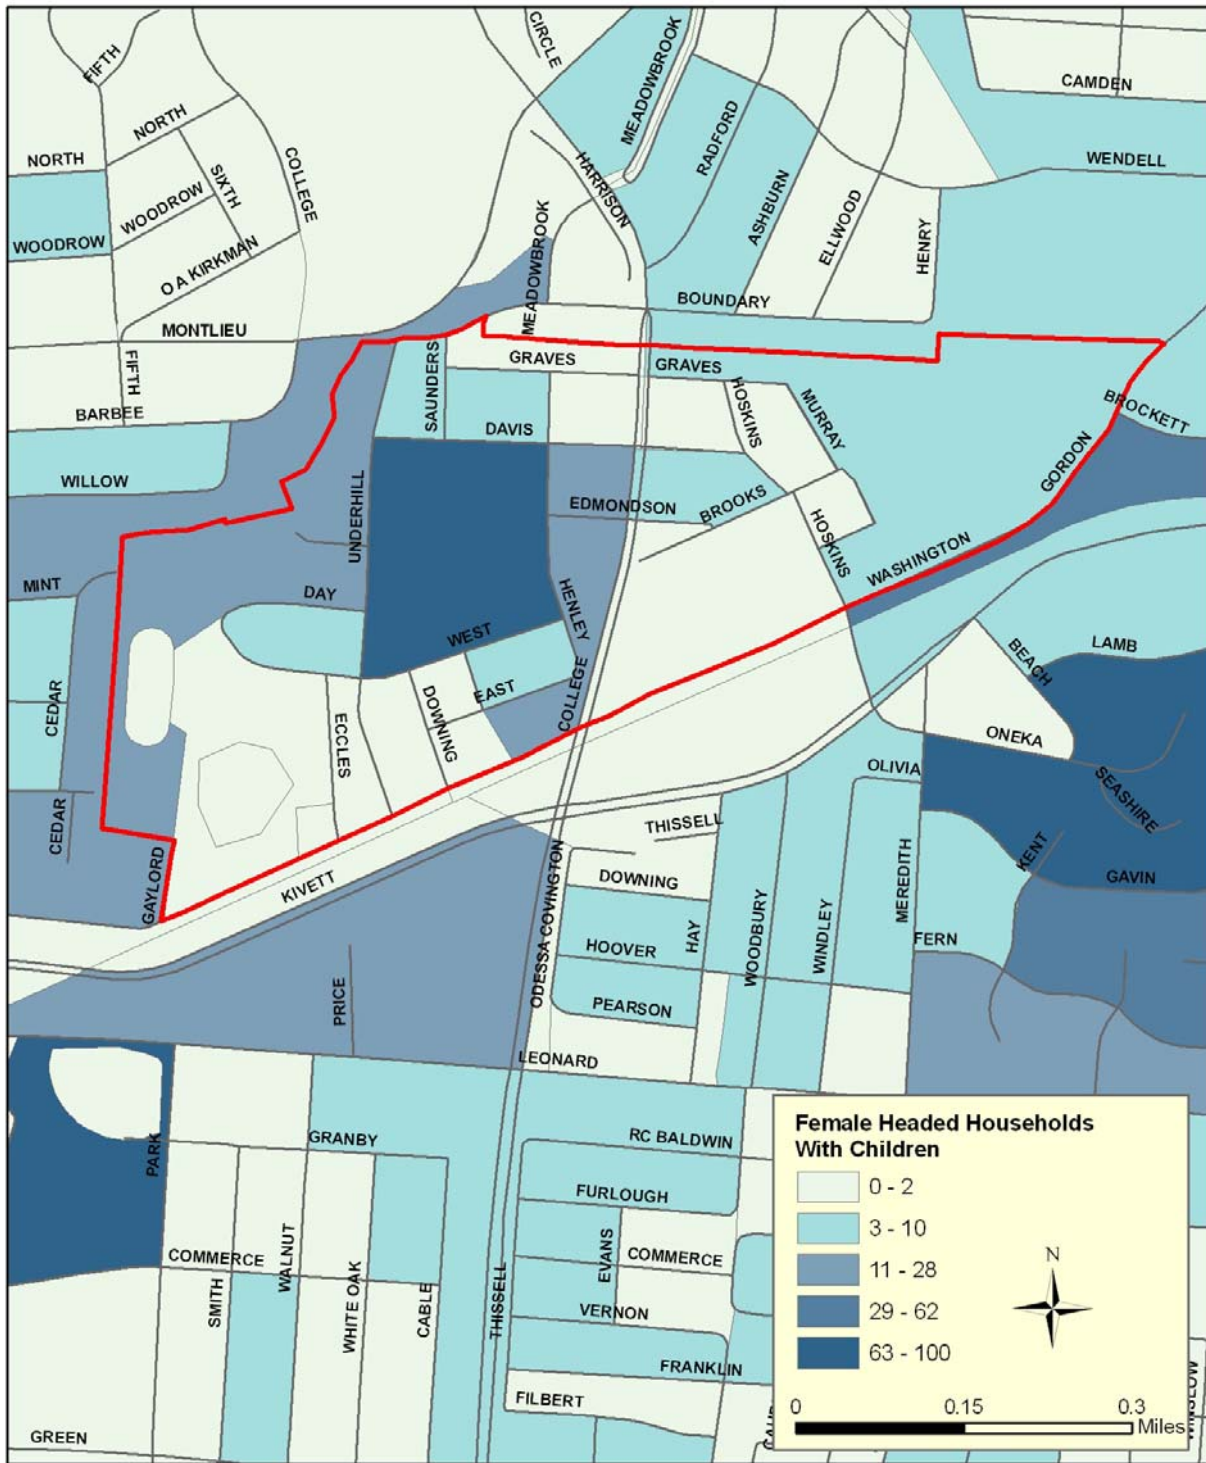 FIFTH
CIRCLE
MEADOWBROOK
CAMDEN
NORTH
RADFORD
NORTH
SIXTH
COLLEGE
HARRISON
WENDELL
WOODROW
ASHBURN
ELLWOOD
WOODROW
O A KIRKMAN
MEADOWBROOK
HENRY
MONTLIEU
BOUNDARY
FIFTH
SAUNDERS
GRAVES
GRAVES
BARBEE
HOSKINS
MURRAY
BROCKETT
DAVIS
WILLOW
GORDON
UNDERHILL
EDMONDSON
BROOKS
HOSKINS
WASHINGTON
MINT
DAY
HENLEY
WEST
LAMB
BEACH
CEDAR
DOWNING
EAST
COLLEGE
ECCLES
ONEKA
OLIVIA
SEASHIRE
CEDAR
THISSELL
KENT
GAYLORD
KIVETT
ODESSA COVINGTON
DOWNING
MEREDITH
GAVIN
HAY
WOODBURY
WINDLEY
HOOVER
FERN
PRICE
PEARSON
LEONARD
PARK
GRANBY
RC BALDWIN
FURLOUGH
WALNUT
COMMERCE
EVANS
COMMERCE
SMITH
WHITE OAK
CABLE
THISSELL
VERNON
FRANKLIN
FILBERT
GREEN
WINSLOW
Female Headed Households
With Children
0 - 2
3 - 10
11 - 28
29 - 62
63 - 100
N
0 0.15 0.3
Miles